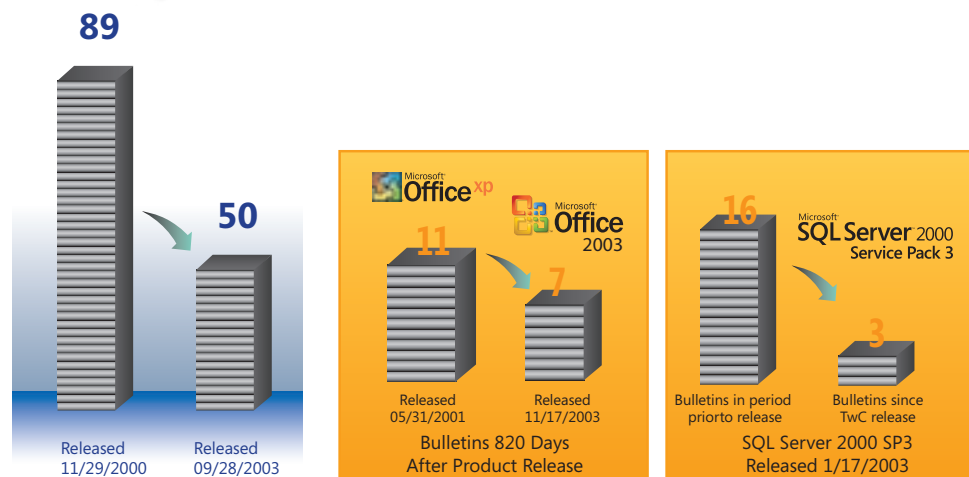 89
50
Released
11/29/2000
Released
09/28/2003
Microsoft
Office xp
Microsoft
Office
2003
11
7
Released
05/31/2001
Released
11/17/2003
Bulletins 820 Days
After Product Release
16
Microsoft
SQL Server 2000
Service Pack 3
3
Bulletins in period
priorto release
Bulletins since
TwC release
SQL Server 2000 SP3
Released 1/17/2003